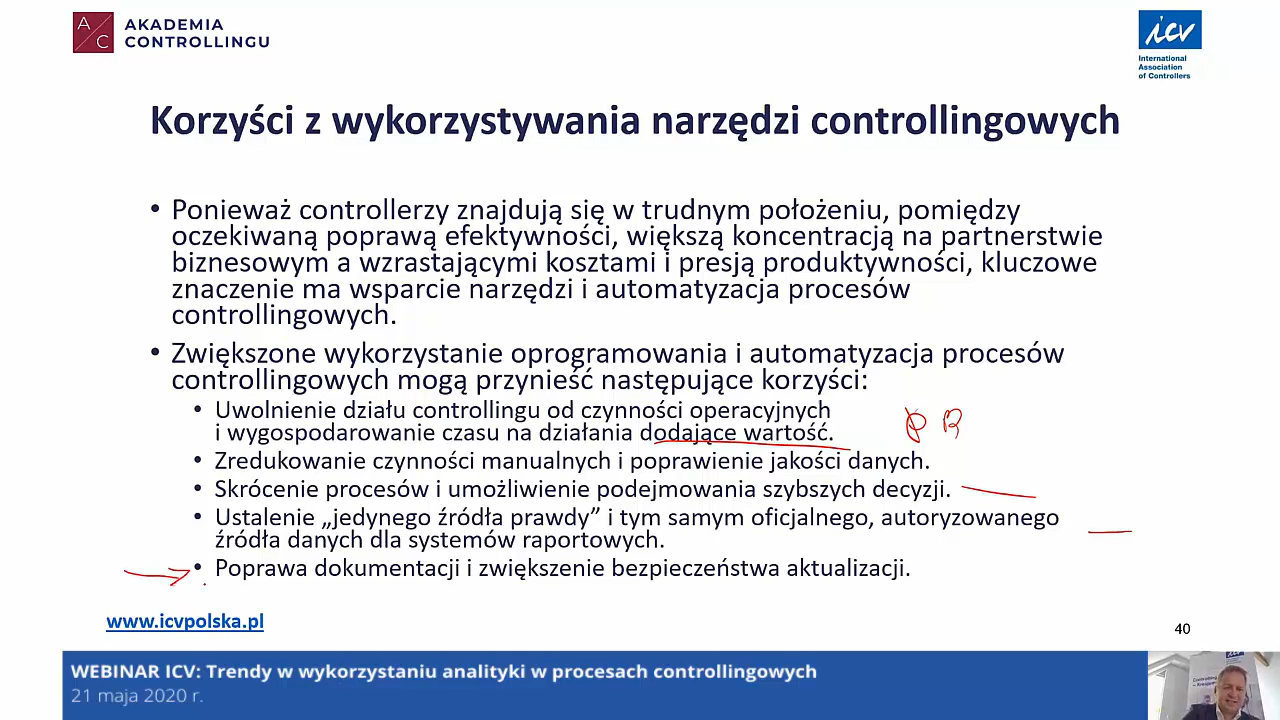 AKADEMIA
CONTROLLINGU
A
C
icv
International
Association
of Controllers
Korzyści z wykorzystywania narzędzi controllingowych
• Ponieważ controllerzy znajdują się w trudnym położeniu, pomiędzy
oczekiwaną poprawą efektywności, większą koncentracją na partnerstwie
biznesowym a wzrastającymi kosztami i presją produktywności, kluczowe
znaczenie ma wsparcie narzędzi i automatyzacja procesów
controllingowych.
• Zwiększone wykorzystanie oprogramowania i automatyzacja procesów
controllingowych mogą przynieść następujące korzyści:
• Uwolnienie działu controllingu od czynności operacyjnych
i wygospodarowanie czasu na działania dodające wartość.
• Zredukowanie czynności manualnych i poprawienie jakości danych.
• Skrócenie procesów i umożliwienie podejmowania szybszych decyzji.
• Ustalenie „jedynego źródła prawdy” i tym samym oficjalnego, autoryzowanego
źródła danych dla systemów raportowych.
• Poprawa dokumentacji i zwiększenie bezpieczeństwa aktualizacji.
www.icvpolska.pl
40
WEBINAR ICV: Trendy w wykorzystaniu analityki w procesach controllingowych
21 maja 2020 r.